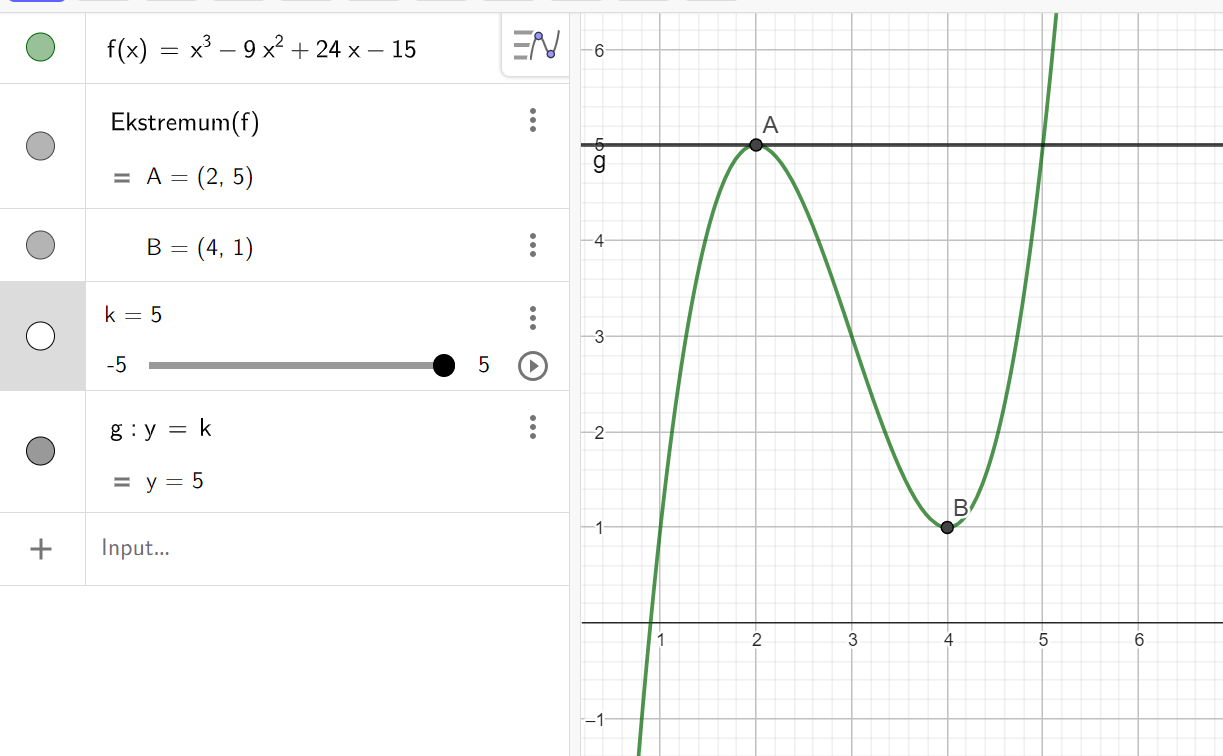 f(x) = x³ − 9 x² + 24 x − 15
Ekstremum(f)
= A = (2, 5)
B = (4, 1)
k = 5
-5 5
g : y = k
= y = 5
+ Input...
6
A
5
g
4
3
2
B
1
1 2 3 4 5 6
−1